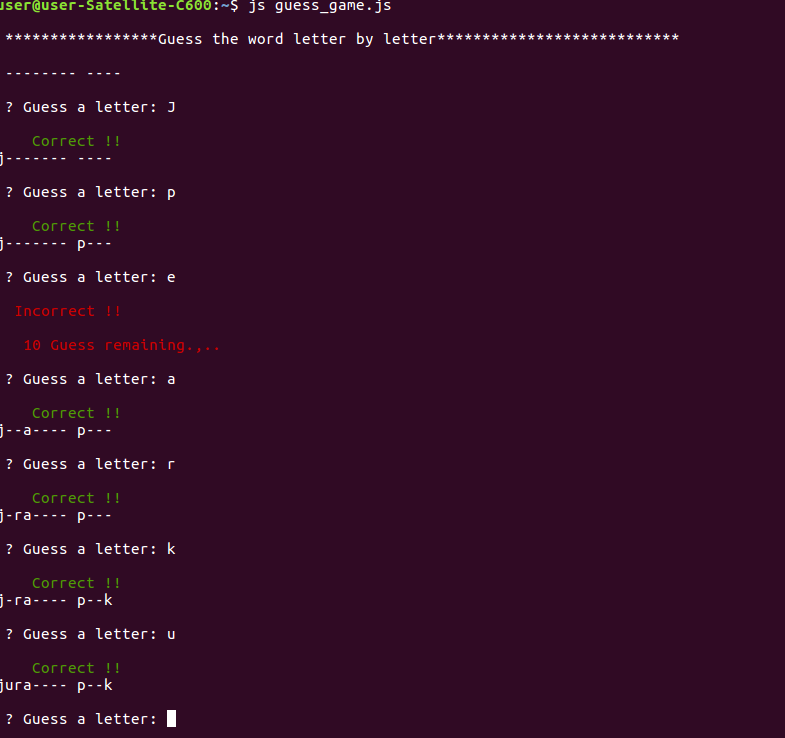 user@user-Satellite-C600:~$ js guess_game.js
*****************Guess the word letter by letter***************************
-------- ----
? Guess a letter: J
Correct !!
j------- ----
? Guess a letter: p
Correct !!
j------- p---
? Guess a letter: e
Incorrect !!
10 Guess remaining.,..
? Guess a letter: a
Correct !!
j--a---- p---
? Guess a letter: r
Correct !!
j-ra---- p---
? Guess a letter: k
Correct !!
j-ra---- p--k
? Guess a letter: u
Correct !!
jura---- p--k
? Guess a letter: